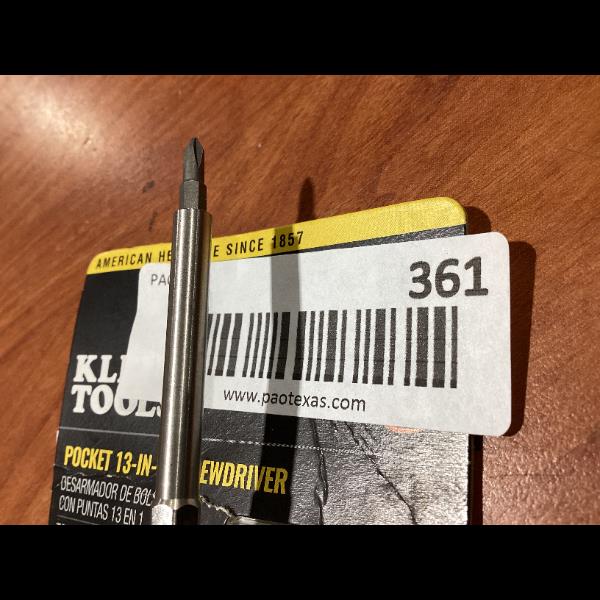 AMERICAN HE E SINCE 1857
PA
361
www.paotexas.com
KL
TOOLS
POCKET 13-IN- EWDRIVER
DESARMADOR DE BOL
CON PUNTAS 13 EN 1